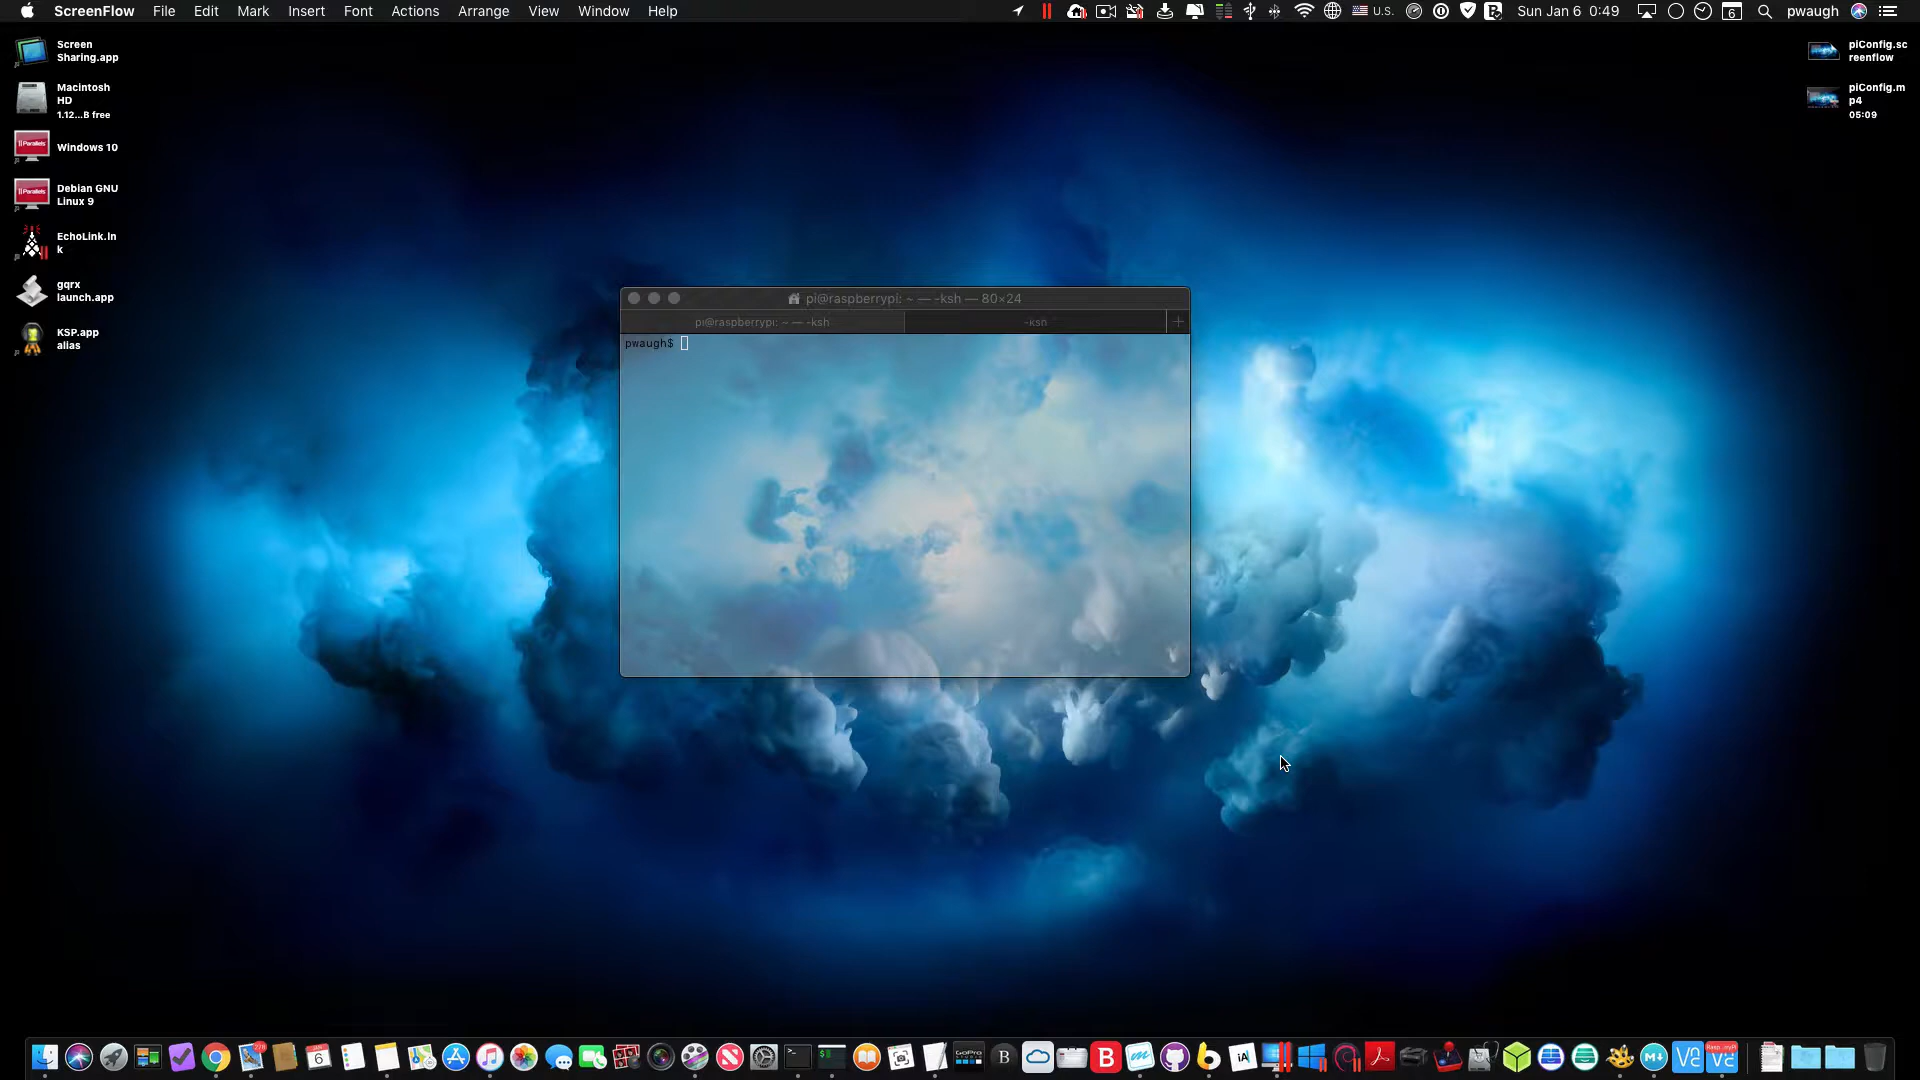 ScreenFlow File Edit Mark Insert Font Actions Arrange View Window Help
U.S. Sun Jan 6 0:49 6 pwaugh
Screen
Sharing.app
Macintosh
HD
1.12...B free
Windows 10
Debian GNU
Linux 9
EchoLink.ln
k
gqrx
launch.app
KSP.app
alias
piConfig.sc
reenflow
piConfig.m
p4
05:09
pi@raspberrypi: ~ — -ksh — 80×24
pi@raspberrypi: ~ — -ksh
-ksh
pwaugh$